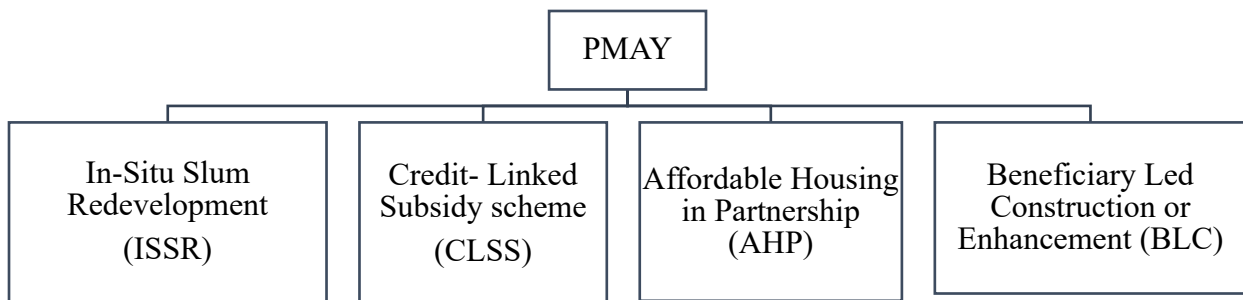 PMAY
In-Situ Slum
Redevelopment
(ISSR)
Credit- Linked
Subsidy scheme
(CLSS)
Affordable Housing
in Partnership
(AHP)
Beneficiary Led
Construction or
Enhancement (BLC)